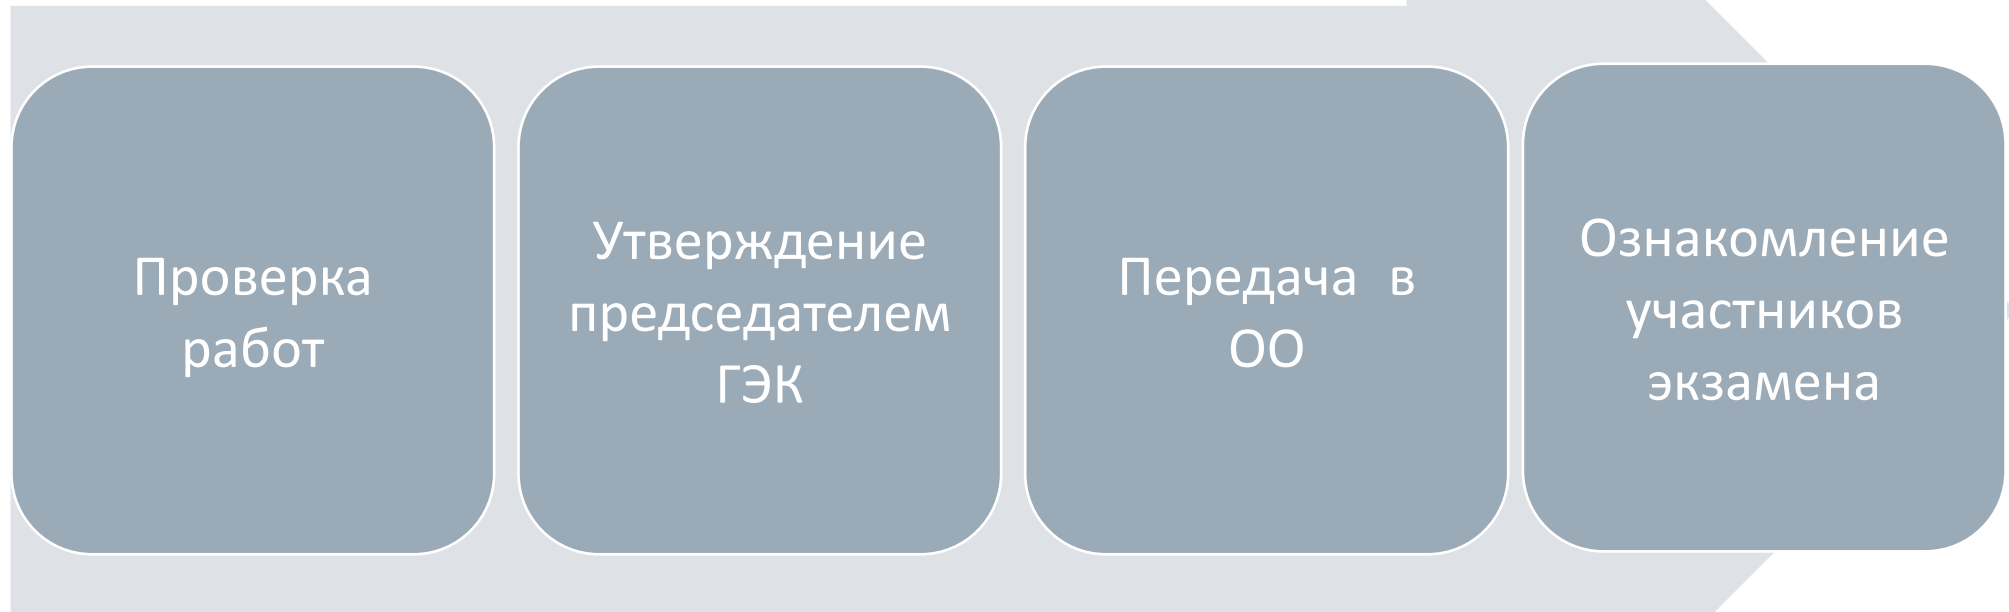 Проверка
работ
Утверждение
председателем
ГЭК
Передача в
ОО
Ознакомление
участников
экзамена